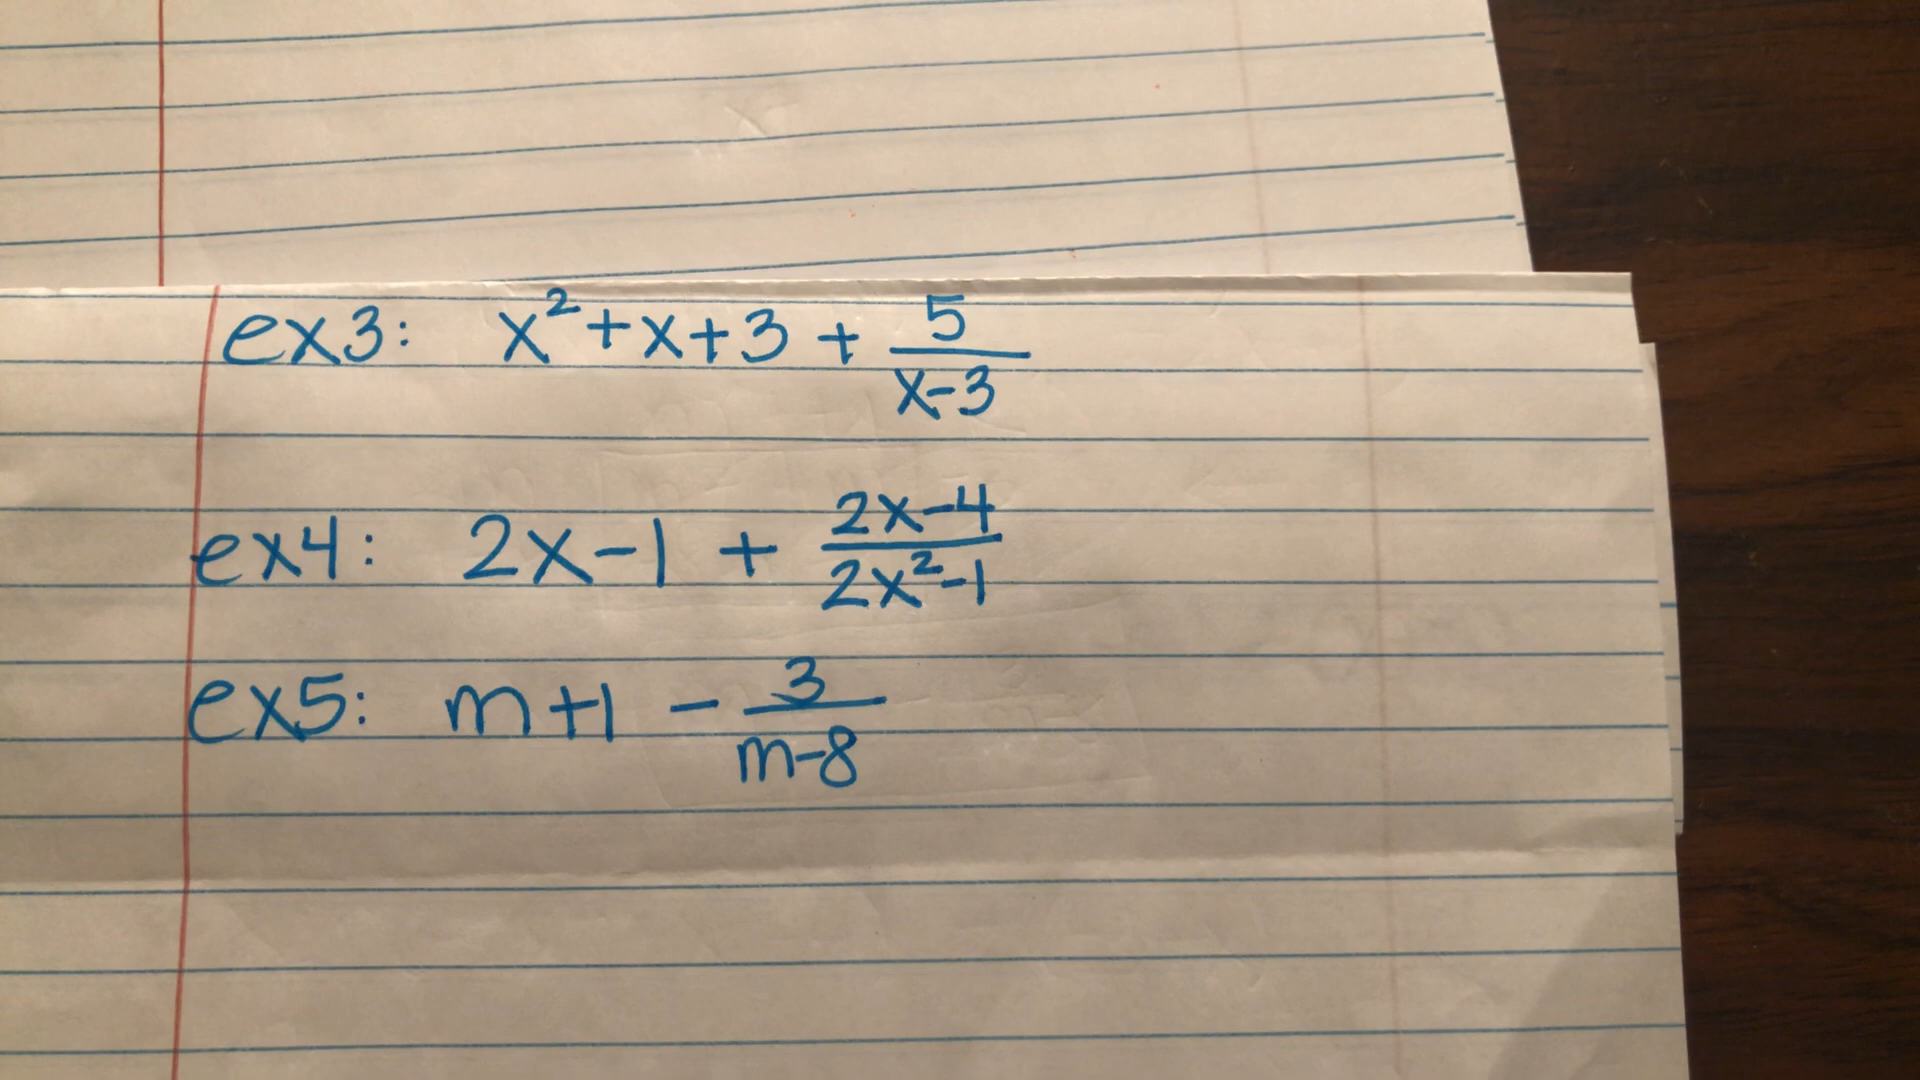 ex3: x²+x+3 + 5/(x-3)
ex4: 2x-1 + (2x-4)/(2x²-1)
ex5: m+1 - 3/(m-8)